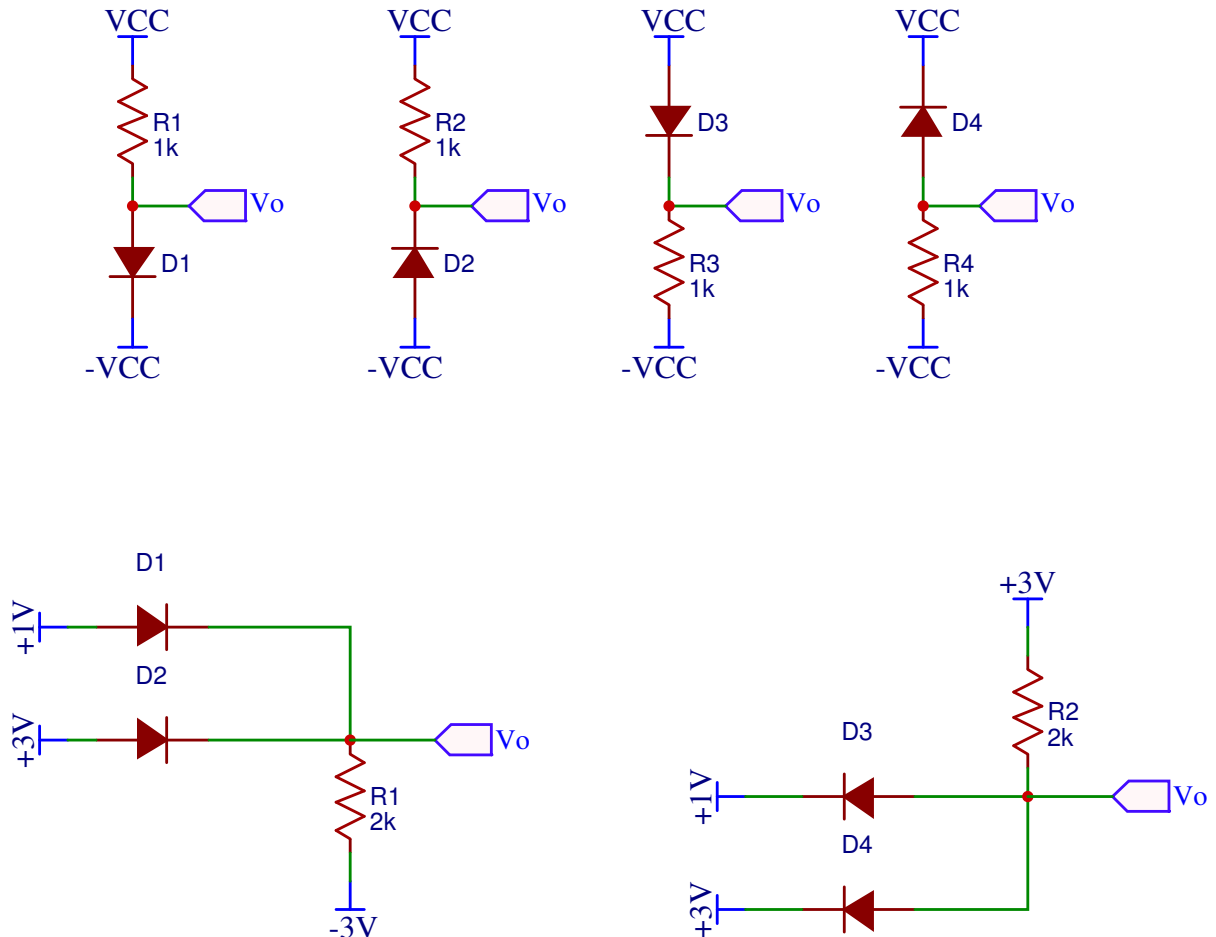 VCC
VCC
VCC
VCC
R1
1k
R2
1k
D3
D4
Vo
Vo
Vo
Vo
D1
D2
R3
1k
R4
1k
-VCC
-VCC
-VCC
-VCC
D1
+1V
D2
+3V
Vo
R1
2k
-3V
+3V
R2
2k
D3
+1V
Vo
D4
+3V